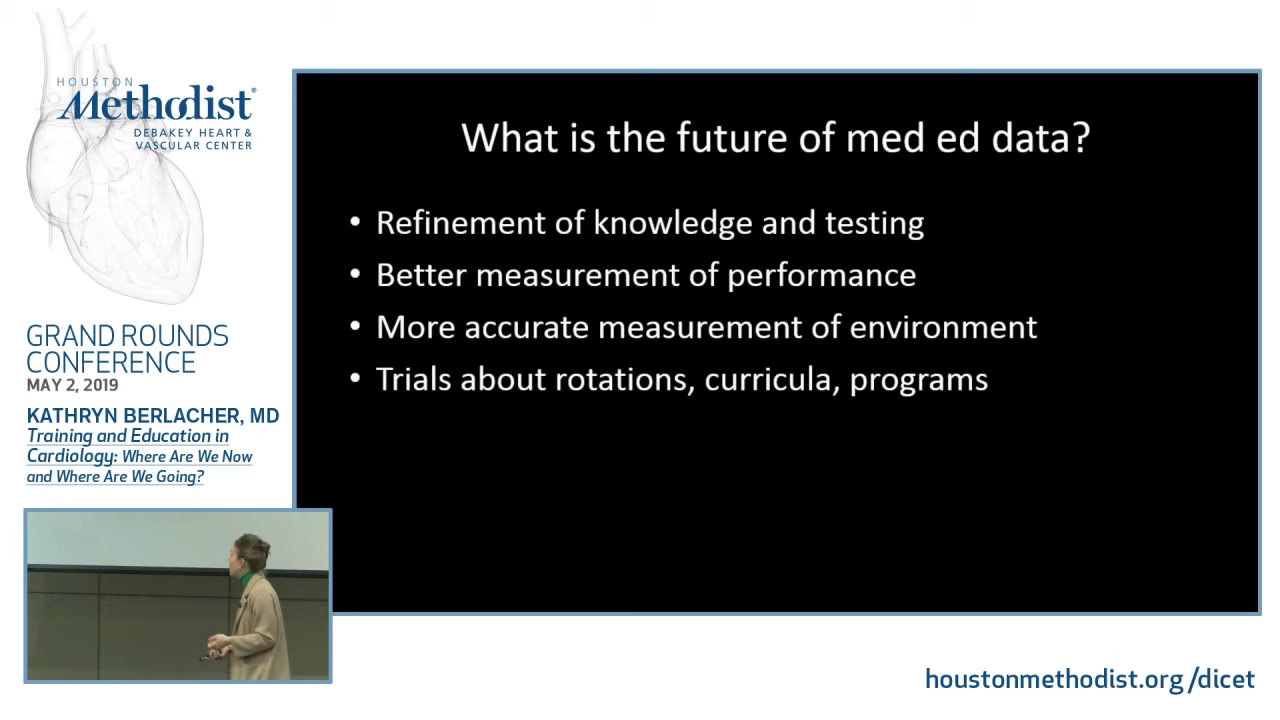 HOUSTON
Methodist®
DEBAKEY HEART &
VASCULAR CENTER
GRAND ROUNDS
CONFERENCE
MAY 2, 2019
KATHRYN BERLACHER, MD
Training and Education in
Cardiology: Where Are We Now
and Where Are We Going?
What is the future of med ed data?
• Refinement of knowledge and testing
• Better measurement of performance
• More accurate measurement of environment
• Trials about rotations, curricula, programs
houstonmethodist.org/dicet